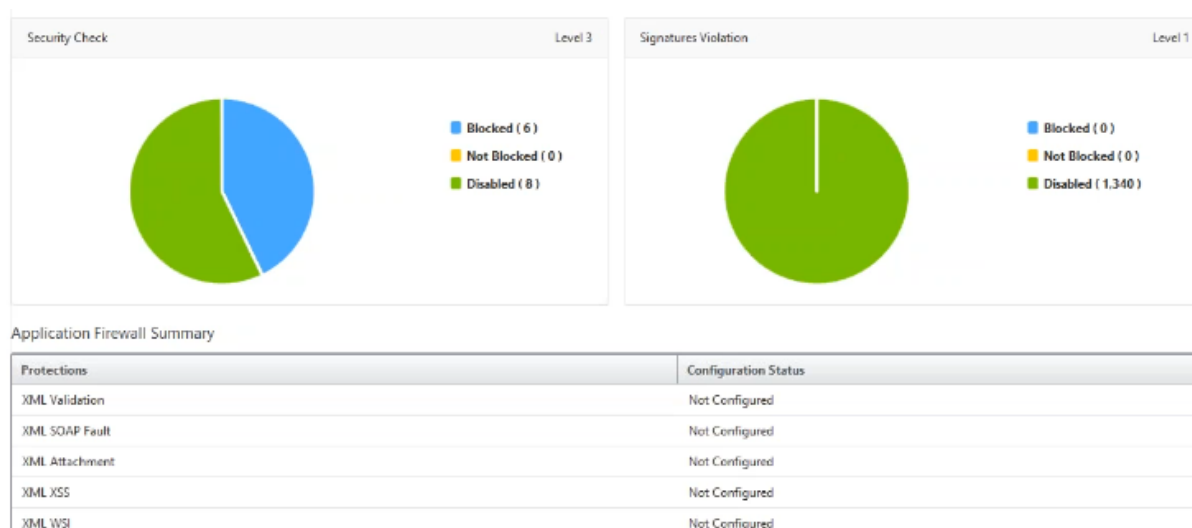 Security Check Level 3
Blocked ( 6 )
Not Blocked ( 0 )
Disabled ( 8 )
Signatures Violation Level 1
Blocked ( 0 )
Not Blocked ( 0 )
Disabled ( 1,340 )
Application Firewall Summary
Protections Configuration Status
XML Validation Not Configured
XML SOAP Fault Not Configured
XML Attachment Not Configured
XML XSS Not Configured
XML WSI Not Configured